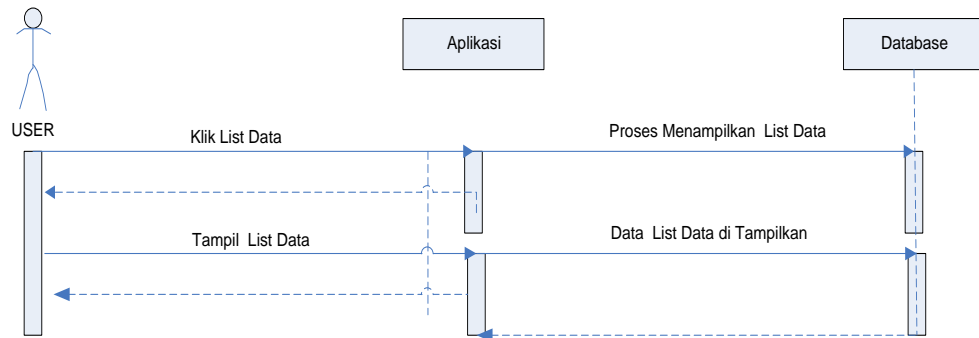 Aplikasi
Database
USER
Klik List Data
Proses Menampilkan List Data
Tampil List Data
Data List Data di Tampilkan